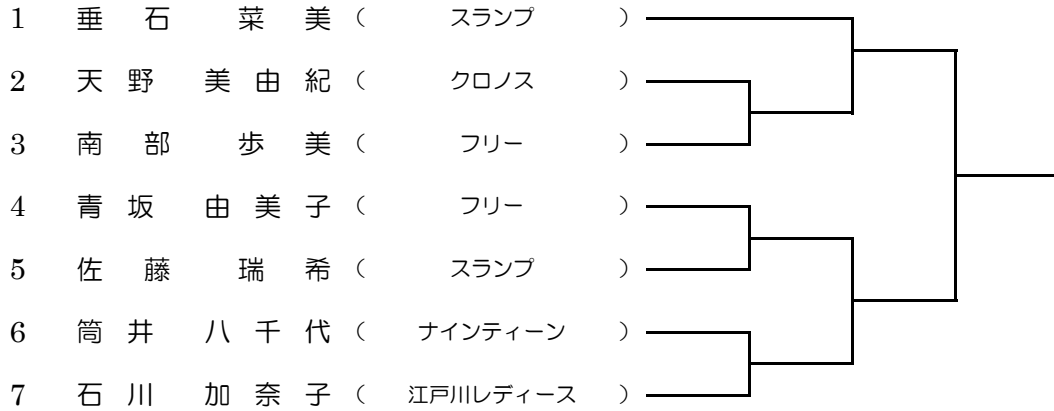 1 垂石 菜美 （ スランプ ）
2 天野 美由紀 （ クロノス ）
3 南部 歩美 （ フリー ）
4 青坂 由美子 （ フリー ）
5 佐藤 瑞希 （ スランプ ）
6 筒井 八千代 （ ナインティーン ）
7 石川 加奈子 （ 江戸川レディース ）